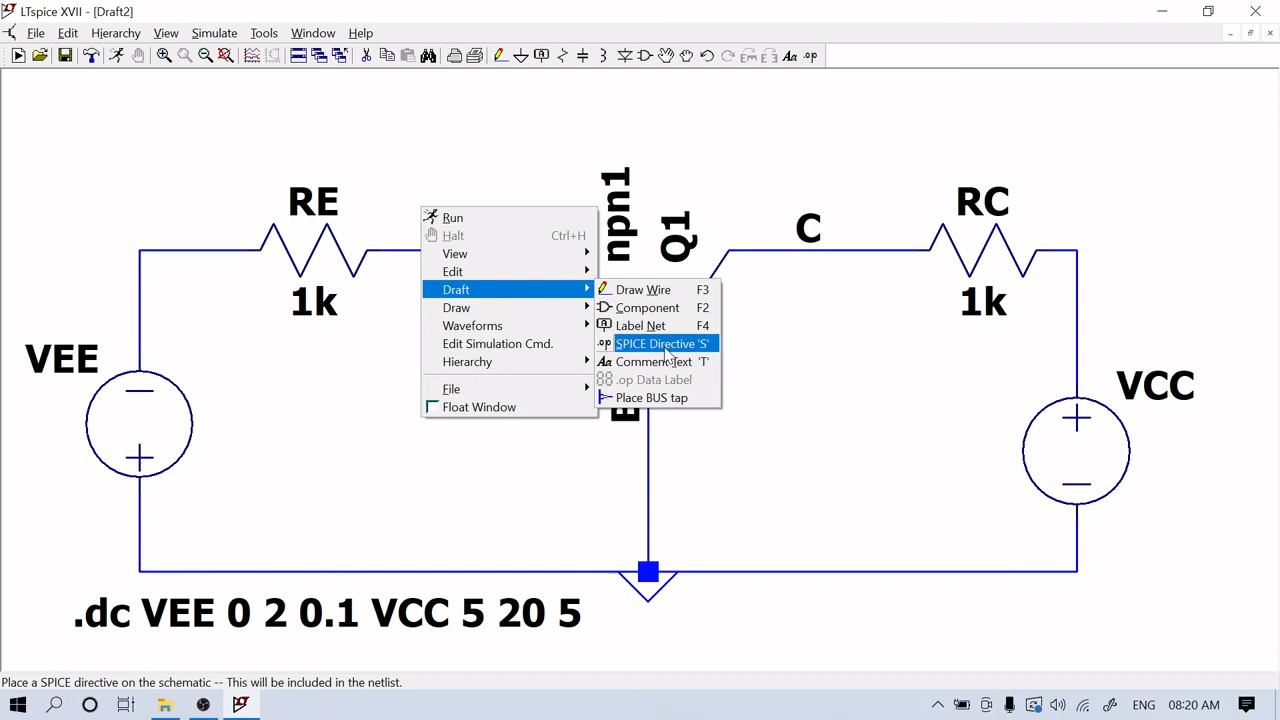 LTspice XVII - [Draft2]
File Edit Hierarchy View Simulate Tools Window Help
RE
1k
VEE
npn1
Q1
C
RC
1k
VCC
B
Run
Halt Ctrl+H
View
Edit
Draft
Draw
Waveforms
Edit Simulation Cmd.
Hierarchy
File
Float Window
Draw Wire F3
Component F2
Label Net F4
.op SPICE Directive 'S'
Aa Comment Text 'T'
.op Data Label
Place BUS tap
.dc VEE 0 2 0.1 VCC 5 20 5
Place a SPICE directive on the schematic -- This will be included in the netlist.
ENG 08:20 AM